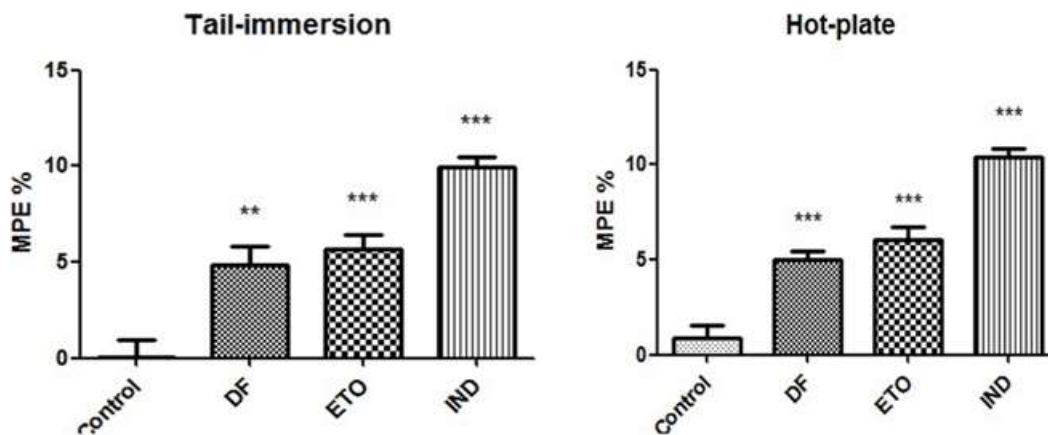 Tail-immersion
MPE %
15
10
5
0
**
***
***
Control
DF
ETO
IND
Hot-plate
MPE %
15
10
5
0
***
***
***
Control
DF
ETO
IND